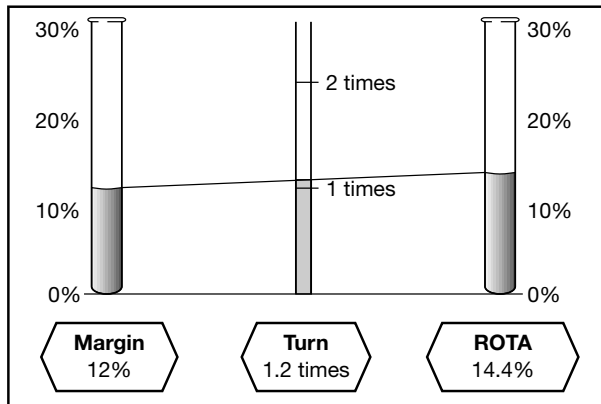 30%
30%
2 times
20%
20%
1 times
10%
10%
0%
0%
Margin
12%
Turn
1.2 times
ROTA
14.4%